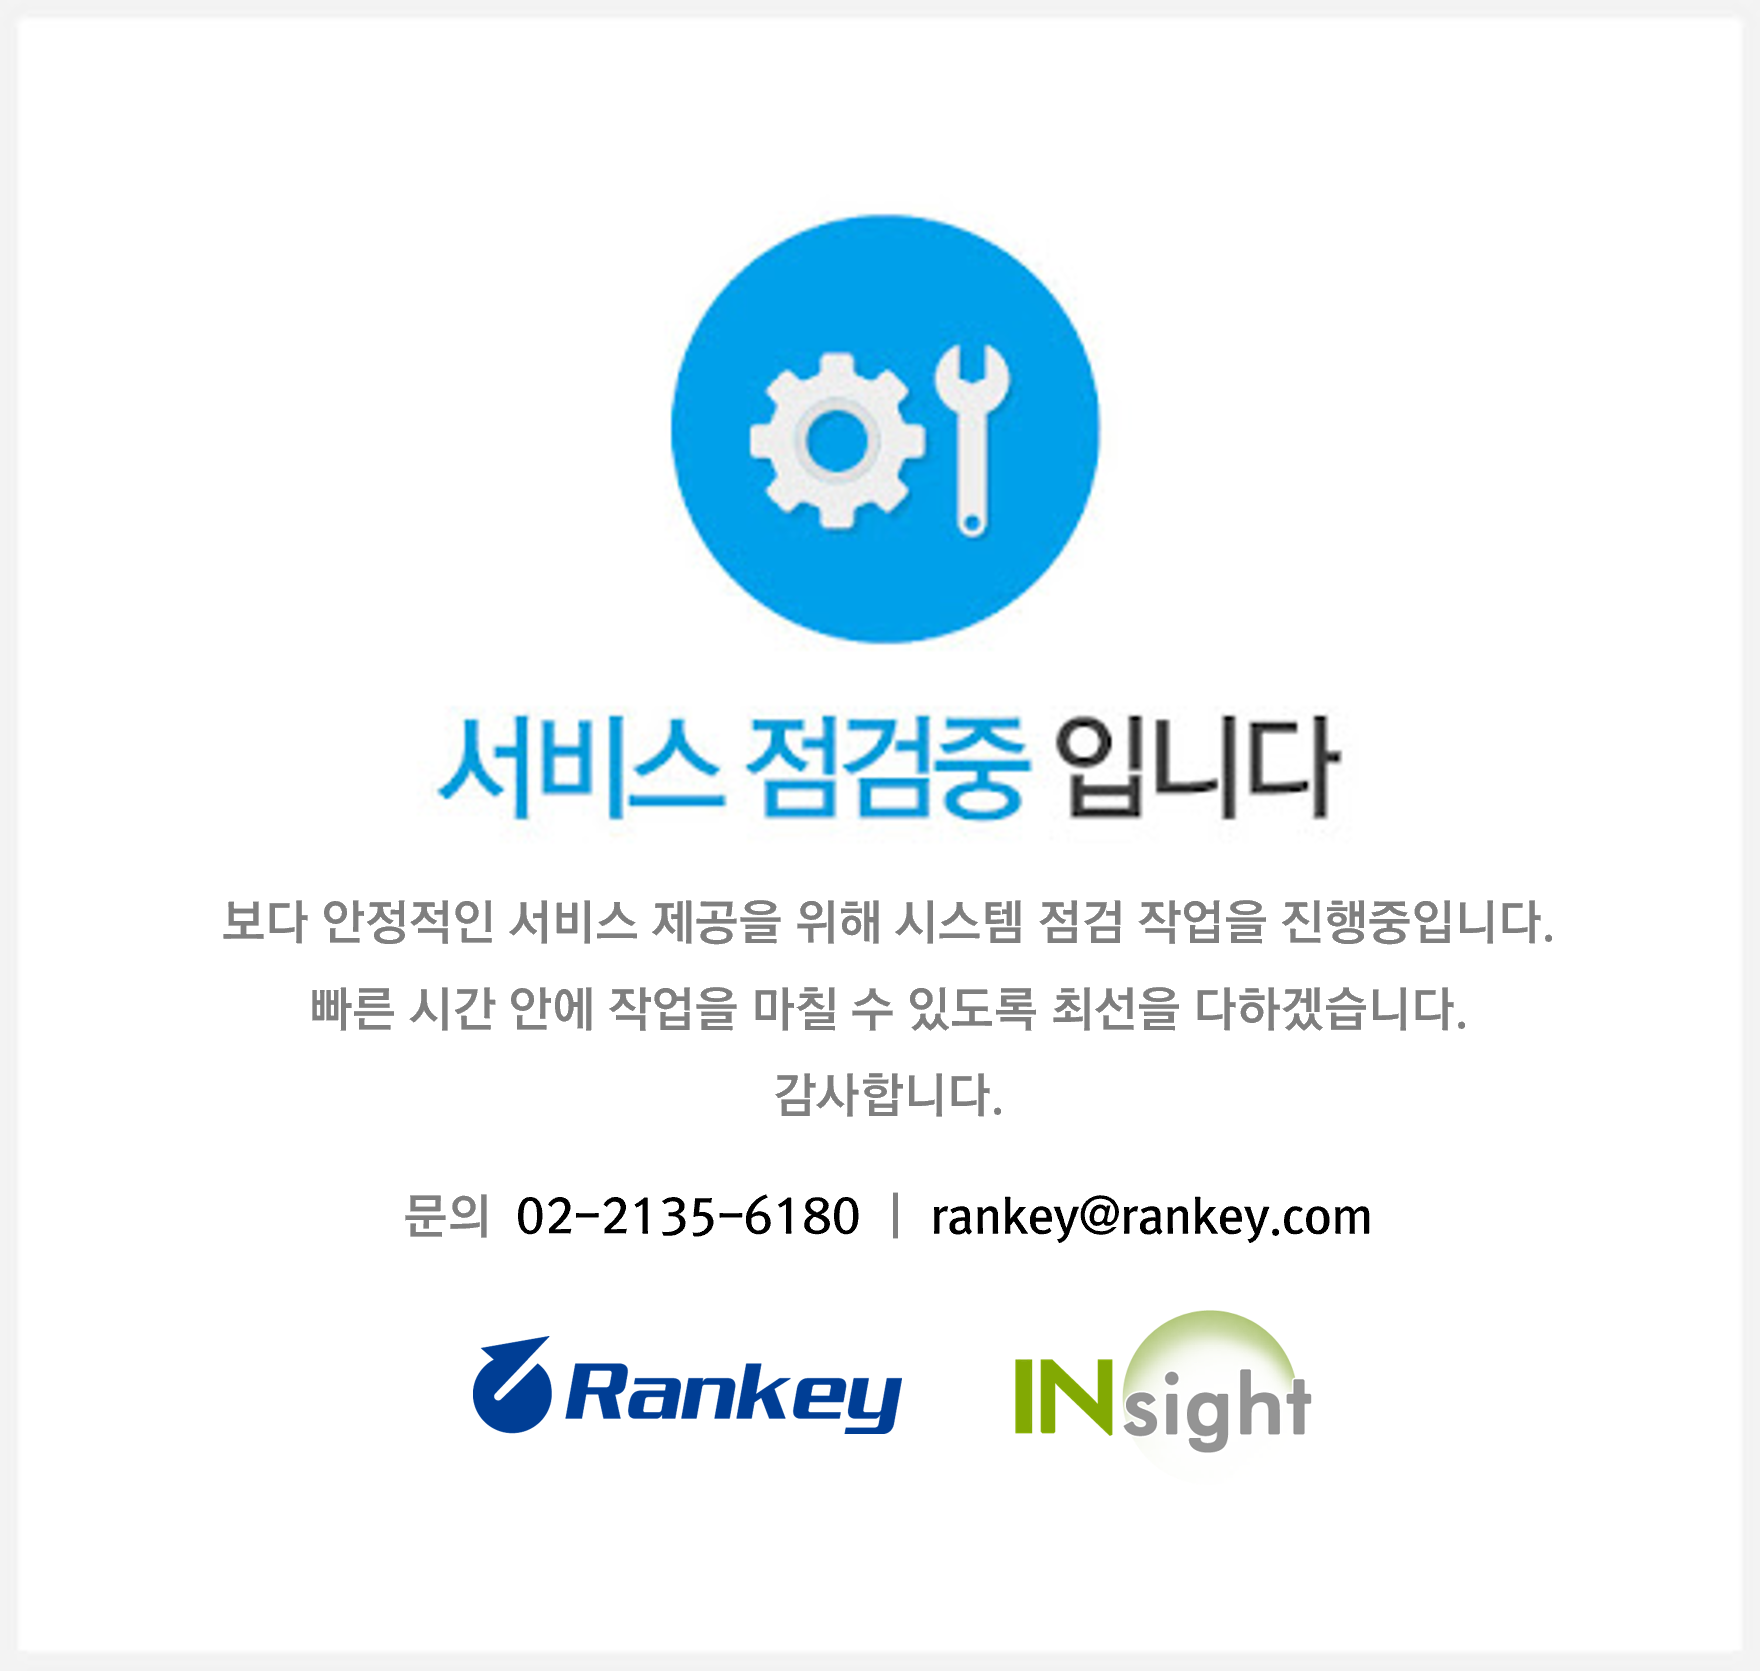 서비스 점검중 입니다
보다 안정적인 서비스 제공을 위해 시스템 점검 작업을 진행중입니다.
빠른 시간 안에 작업을 마칠 수 있도록 최선을 다하겠습니다.
감사합니다.
문의 02-2135-6180 | rankey@rankey.com
Rankey INsight